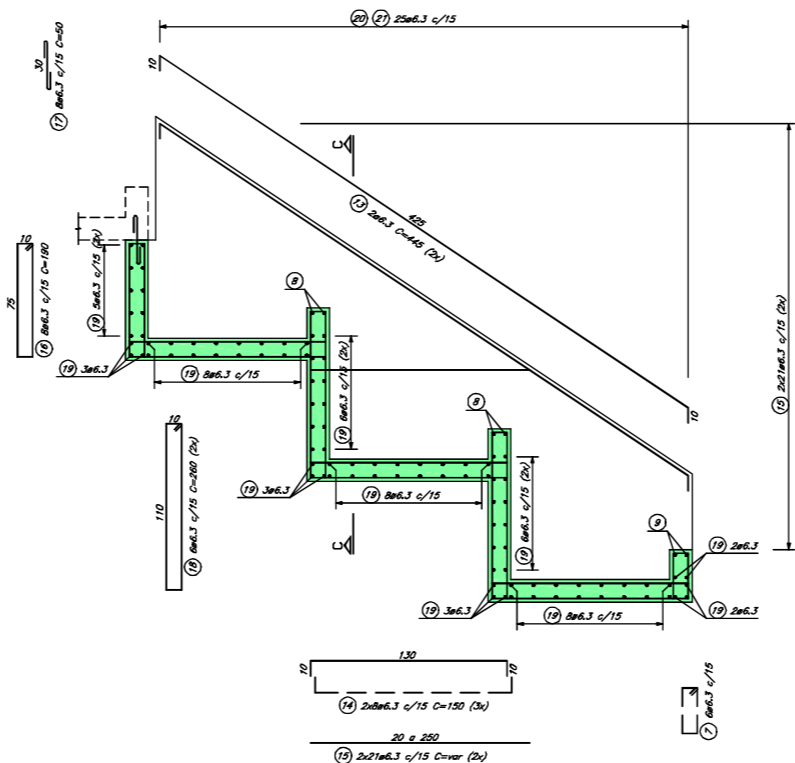 20 21 25ø6.3 c/15
10
30
17 8ø6.3 c/15 C=50
C
425
13 2ø6.3 C=445 (2x)
10
10
75
16 8ø6.3 c/15 C=190
19 5ø6.3 c/15 (2x)
8
19 3ø6.3
19 8ø6.3 c/15
19 6ø6.3 c/15 (2x)
15 2x21ø6.3 c/15 (2x)
10
110
18 6ø6.3 c/15 C=260 (2x)
8
19 3ø6.3
19 8ø6.3 c/15
19 6ø6.3 c/15 (2x)
C
9
19 2ø6.3
19 3ø6.3
19 8ø6.3 c/15
19 2ø6.3
130
10
10
14 2x8ø6.3 c/15 C=150 (3x)
7 6ø6.3 c/15
20 a 250
15 2x21ø6.3 c/15 C=var (2x)